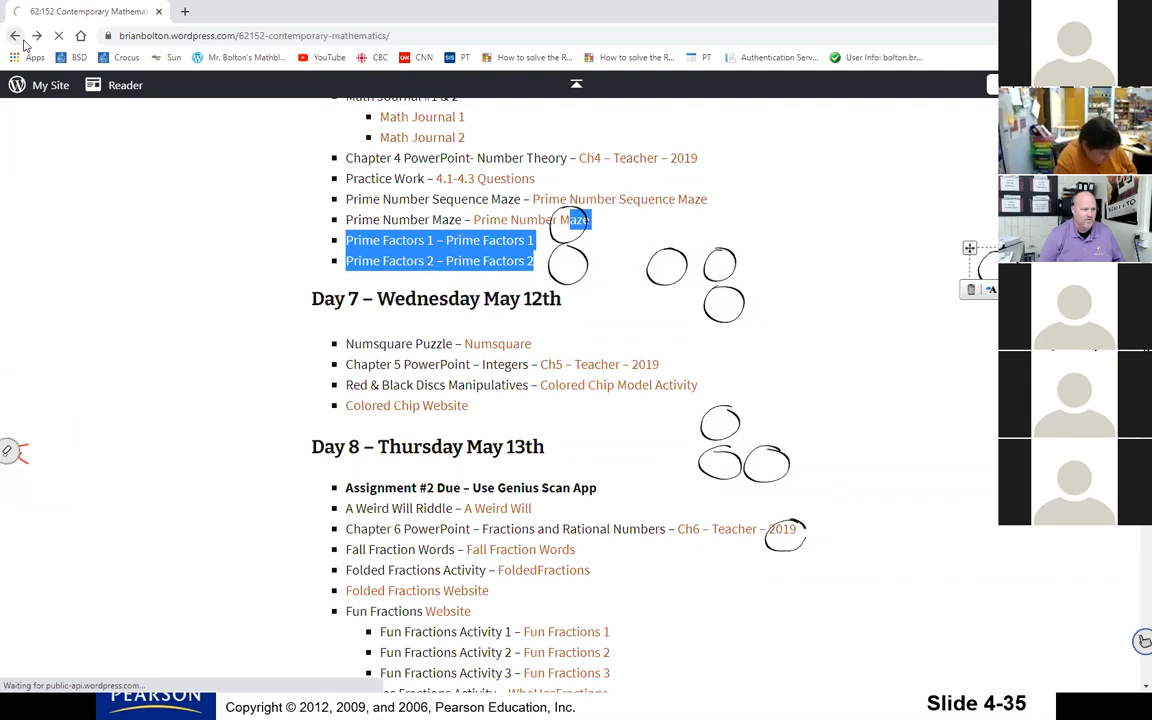 62:152 Contemporary Mathema
brianbolton.wordpress.com/62152-contemporary-mathematics/
Apps BSD Crocus Sun Mr. Bolton's Mathbl... YouTube CBC CNN PT How to solve the R... How to solve the R... PT Authentication Serv... User Info: bolton.br...
My Site Reader
Math Journal #1 & 2
Math Journal 1
Math Journal 2
Chapter 4 PowerPoint- Number Theory – Ch4 – Teacher – 2019
Practice Work – 4.1-4.3 Questions
Prime Number Sequence Maze – Prime Number Sequence Maze
Prime Number Maze – Prime Number Maze
Prime Factors 1 – Prime Factors 1
Prime Factors 2 – Prime Factors 2
Day 7 – Wednesday May 12th
Numsquare Puzzle – Numsquare
Chapter 5 PowerPoint – Integers – Ch5 – Teacher – 2019
Red & Black Discs Manipulatives – Colored Chip Model Activity
Colored Chip Website
Day 8 – Thursday May 13th
Assignment #2 Due – Use Genius Scan App
A Weird Will Riddle – A Weird Will
Chapter 6 PowerPoint – Fractions and Rational Numbers – Ch6 – Teacher – 2019
Fall Fraction Words – Fall Fraction Words
Folded Fractions Activity – FoldedFractions
Folded Fractions Website
Fun Fractions Website
Fun Fractions Activity 1 – Fun Fractions 1
Fun Fractions Activity 2 – Fun Fractions 2
Fun Fractions Activity 3 – Fun Fractions 3
Waiting for public-api.wordpress.com...
PEARSON
Copyright © 2012, 2009, and 2006, Pearson Education, Inc.
Slide 4-35